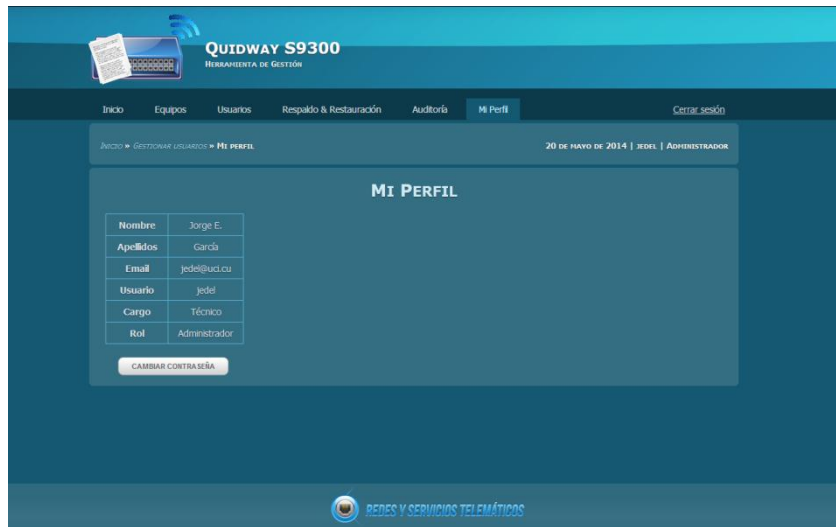 Quidway S9300
Herramienta de Gestión
Inicio Equipos Usuarios Respaldo & Restauración Auditoría Mi Perfil Cerrar sesión
Inicio » Gestionar usuarios » Mi perfil 20 de mayo de 2014 | jedel | Administrador
Mi Perfil
Nombre Jorge E.
Apellidos García
Email jedel@uci.cu
Usuario jedel
Cargo Técnico
Rol Administrador
CAMBIAR CONTRASEÑA
REDES Y SERVICIOS TELEMÁTICOS